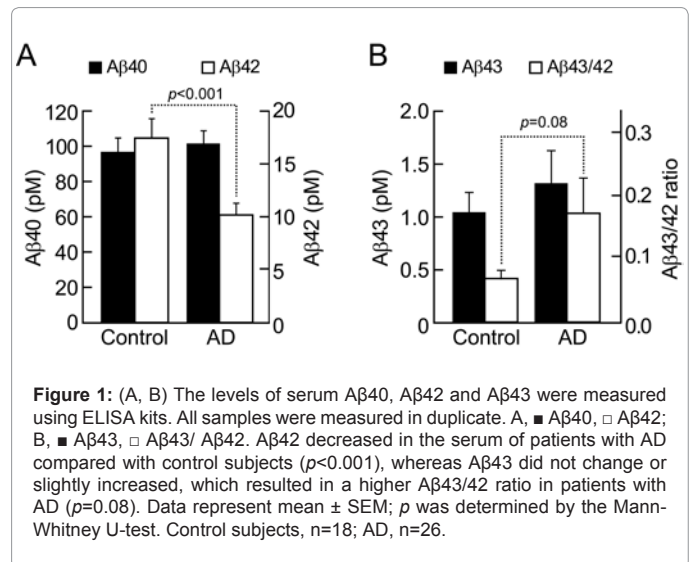 A
B
■ Aβ40 □ Aβ42
■ Aβ43 □ Aβ43/42
p<0.001
p=0.08
120
100
80
60
40
20
0
Aβ40 (pM)
20
15
10
5
0
Aβ42 (pM)
Control AD
2.0
1.5
1.0
0.5
0
Aβ43 (pM)
0.3
0.2
0.1
0.0
Aβ43/42 ratio
Control AD
Figure 1: (A, B) The levels of serum Aβ40, Aβ42 and Aβ43 were measured
using ELISA kits. All samples were measured in duplicate. A, ■ Aβ40, □ Aβ42;
B, ■ Aβ43, □ Aβ43/ Aβ42. Aβ42 decreased in the serum of patients with AD
compared with control subjects (p<0.001), whereas Aβ43 did not change or
slightly increased, which resulted in a higher Aβ43/42 ratio in patients with
AD (p=0.08). Data represent mean ± SEM; p was determined by the Mann-
Whitney U-test. Control subjects, n=18; AD, n=26.